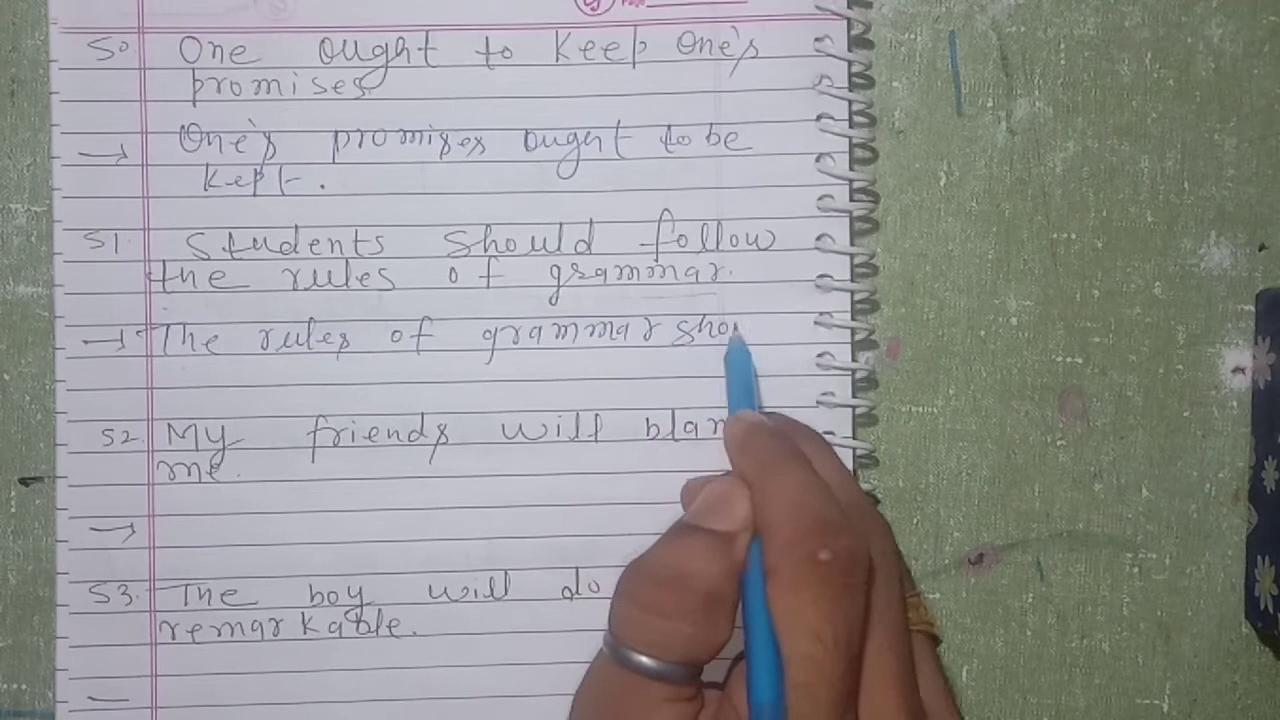 50 One ought to keep One's
promises.
→ One's promises ought to be
kept.
51. Students should follow
the rules of grammar.
→ The rules of grammar sho
52. My friends will blam
me.
→
53. The boy will do
remarkable.